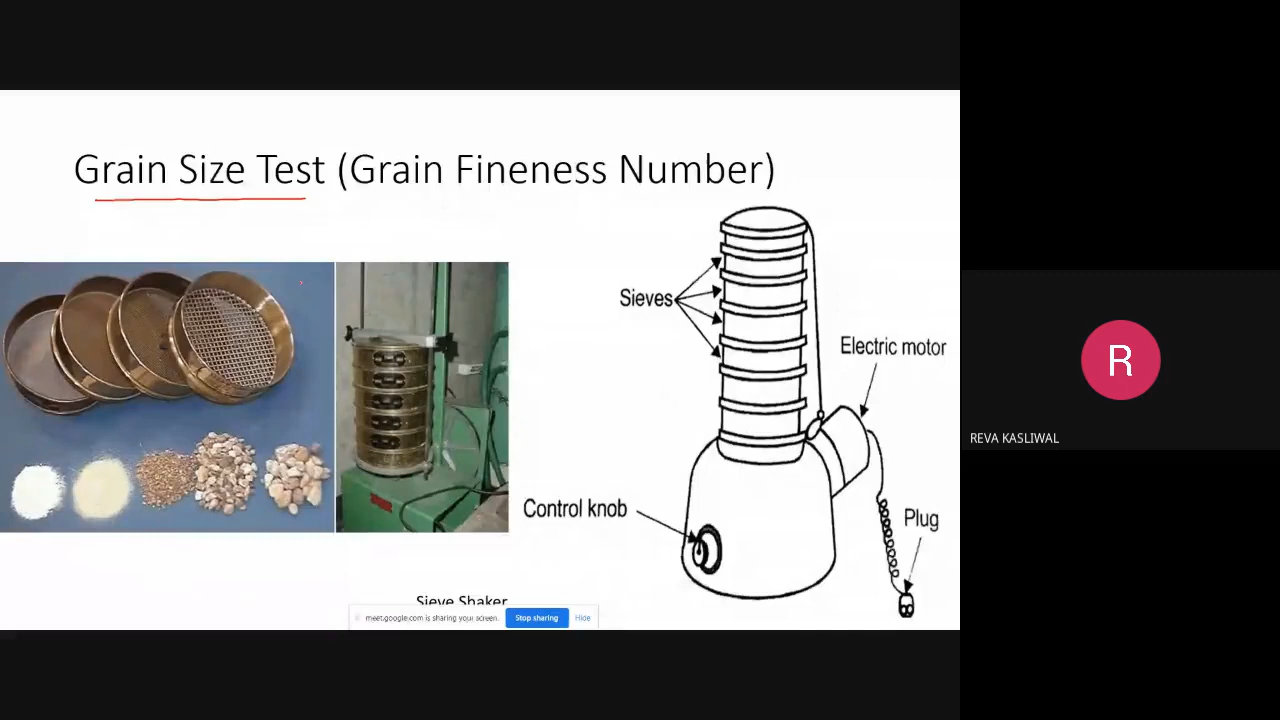 Grain Size Test (Grain Fineness Number)
Sieves
Electric motor
Control knob
Plug
Sieve Shaker
meet.google.com is sharing your screen.
Stop sharing
Hide
R
REVA KASLIWAL